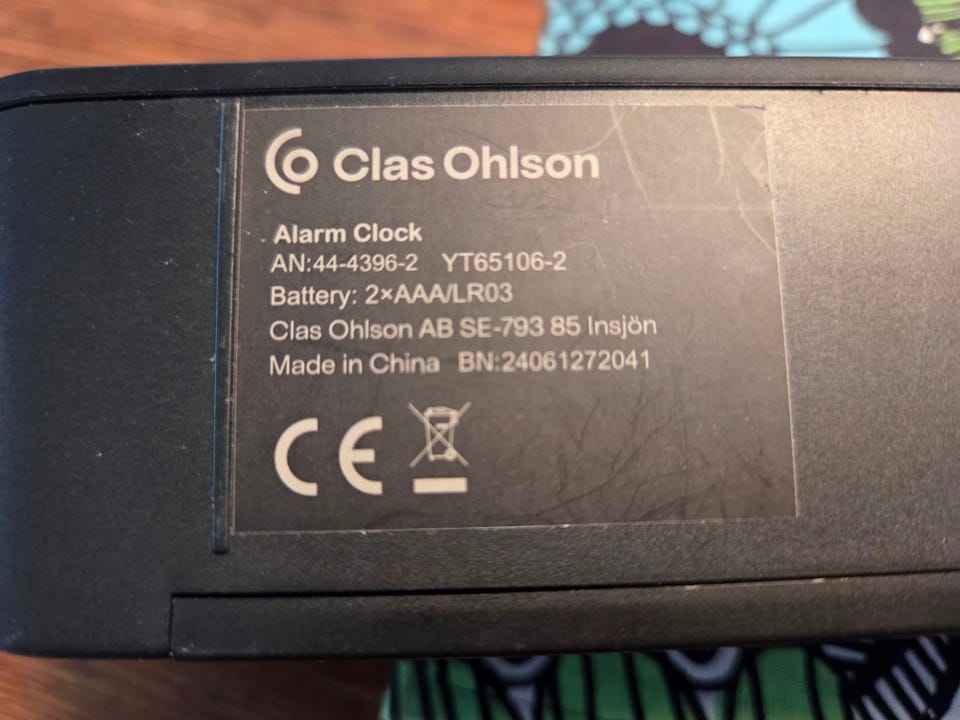 Clas Ohlson
Alarm Clock
AN:44-4396-2 YT65106-2
Battery: 2×AAA/LR03
Clas Ohlson AB SE-793 85 Insjön
Made in China BN:24061272041
CE